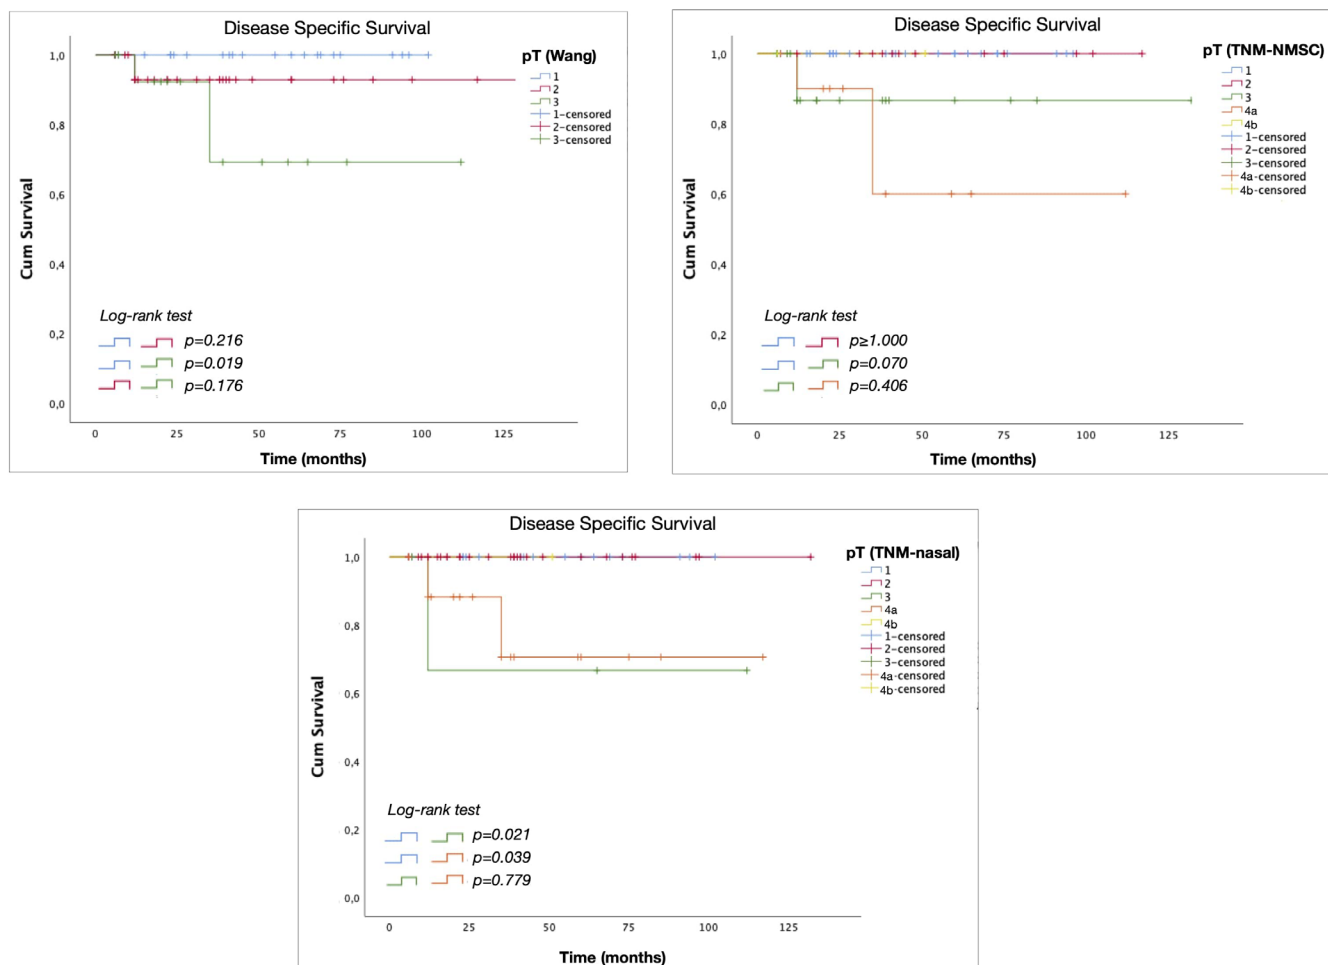 Disease Specific Survival
pT (Wang)
1
2
3
1-censored
2-censored
3-censored
1,0
0,8
0,6
0,4
0,2
0,0
Cum Survival
Log-rank test
p=0.216
p=0.019
p=0.176
0 25 50 75 100 125
Time (months)
Disease Specific Survival
pT (TNM-NMSC)
1
2
3
4a
4b
1-censored
2-censored
3-censored
4a-censored
4b-censored
1,0
0,8
0,6
0,4
0,2
0,0
Cum Survival
Log-rank test
p≥1.000
p=0.070
p=0.406
0 25 50 75 100 125
Time (months)
Disease Specific Survival
pT (TNM-nasal)
1
2
3
4a
4b
1-censored
2-censored
3-censored
4a-censored
4b-censored
1,0
0,8
0,6
0,4
0,2
0,0
Cum Survival
Log-rank test
p=0.021
p=0.039
p=0.779
0 25 50 75 100 125
Time (months)